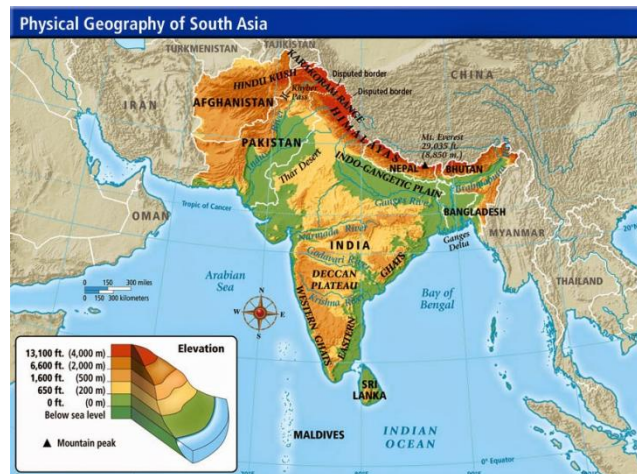 Physical Geography of South Asia
TURKMENISTAN
TAJIKISTAN
CHINA
IRAN
HINDU KUSH
KARAKORAM RANGE
Disputed border
Disputed border
Khyber
Pass
AFGHANISTAN
HIMALAYAS
PAKISTAN
Mt. Everest
29,035 ft.
(8,850 m.)
NEPAL
BHUTAN
Thar Desert
INDO-GANGETIC PLAIN
Ganges River
BANGLADESH
OMAN
Tropic of Cancer
Narmada River
INDIA
MYANMAR
20°N
Ganges
Delta
Godavari River
DECCAN
PLATEAU
Arabian
Sea
0 150 300 miles
0 150 300 kilometers
Krishna River
WESTERN GHATS
EASTERN GHATS
Bay of
Bengal
THAILAND
N
W
E
S
SRI
LANKA
MALDIVES
INDIAN
OCEAN
0° Equator
Elevation
13,100 ft. (4,000 m)
6,600 ft. (2,000 m)
1,600 ft. (500 m)
650 ft. (200 m)
0 ft. (0 m)
Below sea level
Mountain peak